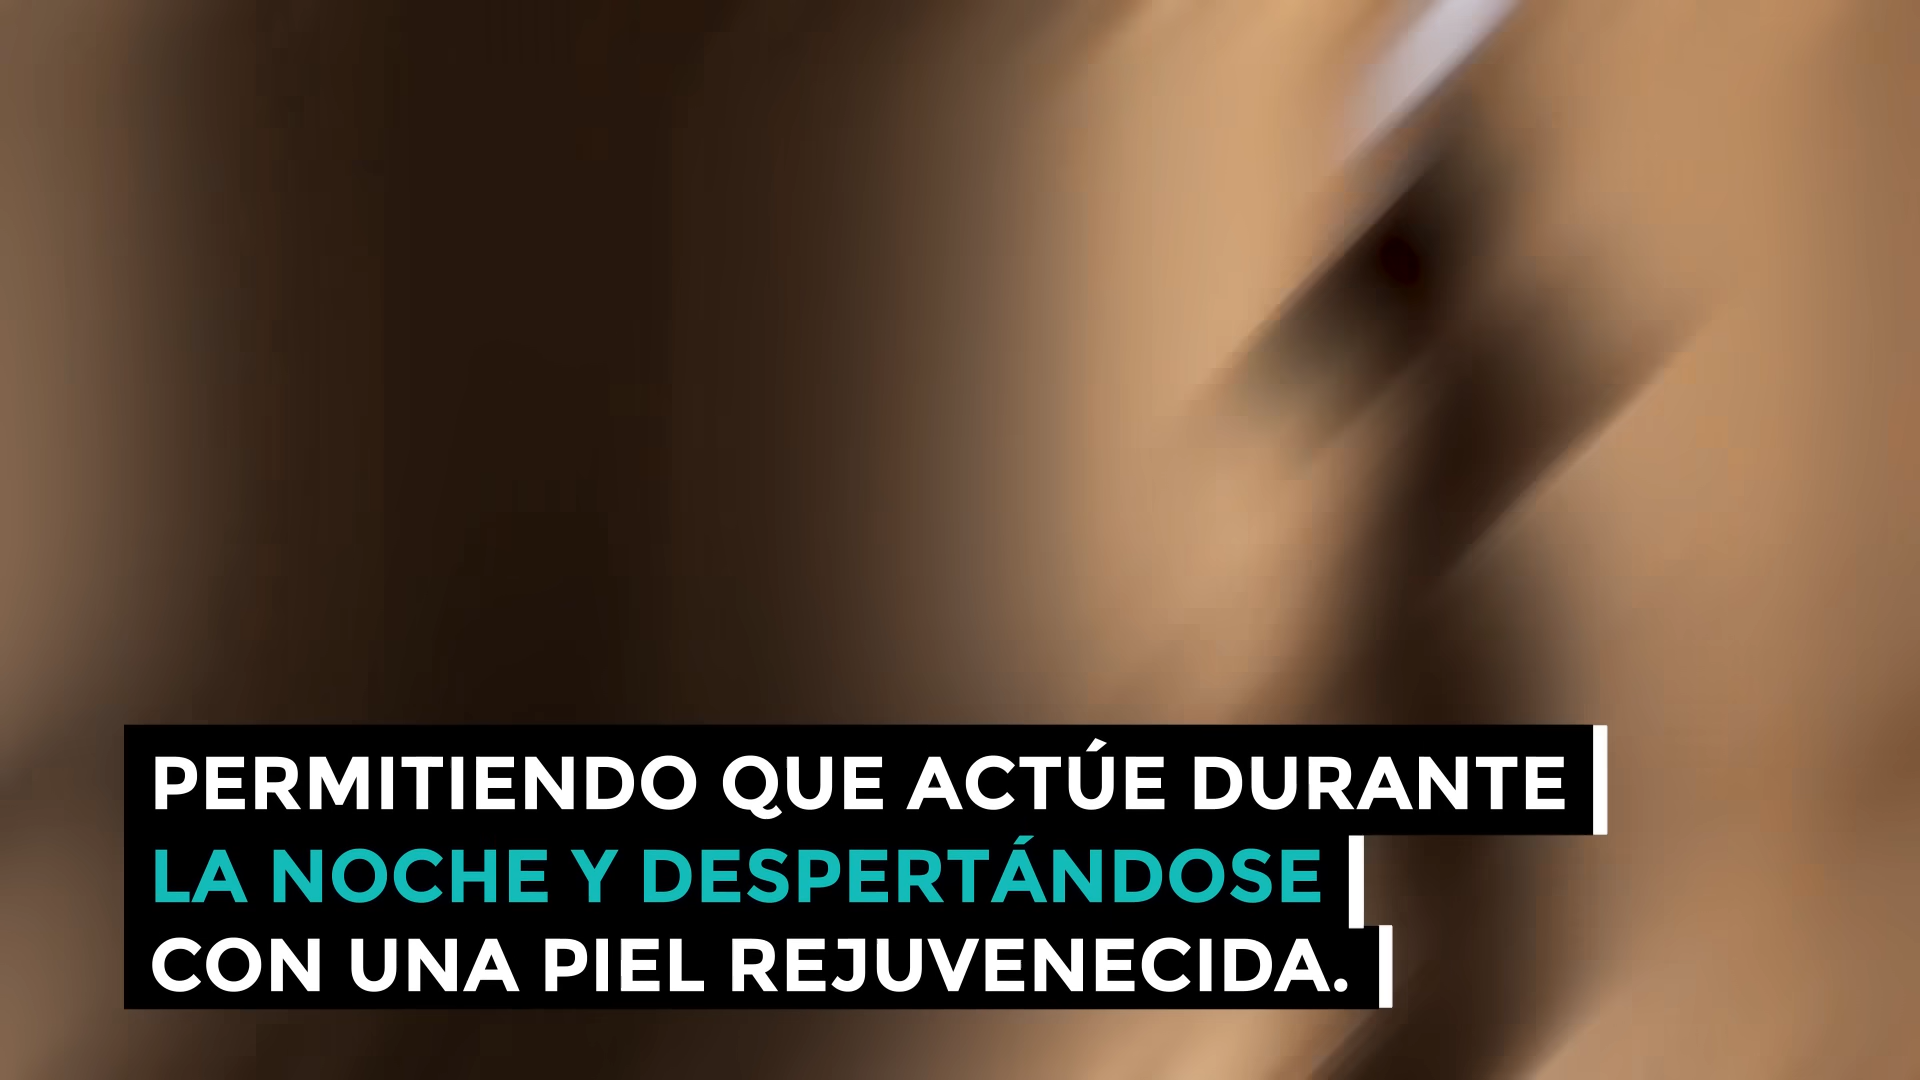 PERMITIENDO QUE ACTÚE DURANTE
LA NOCHE Y DESPERTÁNDOSE
CON UNA PIEL REJUVENECIDA.